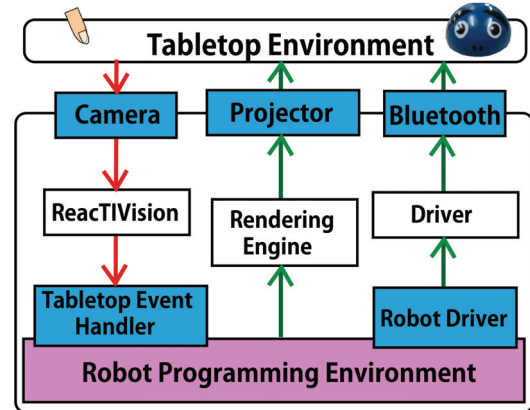 Tabletop Environment
Camera
Projector
Bluetooth
ReacTIVision
Rendering
Engine
Driver
Tabletop Event
Handler
Robot Driver
Robot Programming Environment